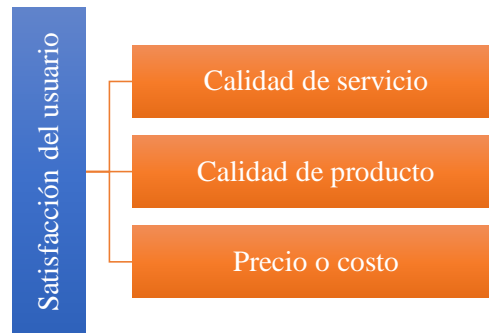 Satisfacción del usuario
Calidad de servicio
Calidad de producto
Precio o costo